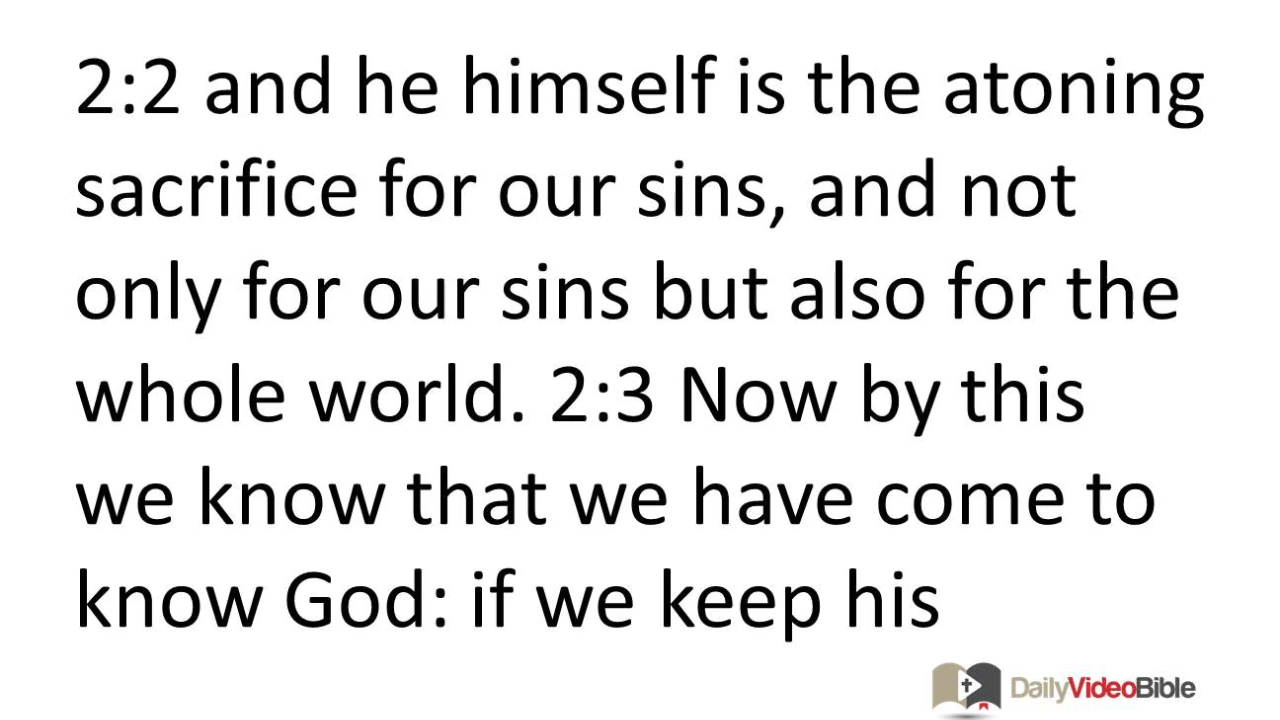 2:2 and he himself is the atoning
sacrifice for our sins, and not
only for our sins but also for the
whole world. 2:3 Now by this
we know that we have come to
know God: if we keep his
DailyVideoBible